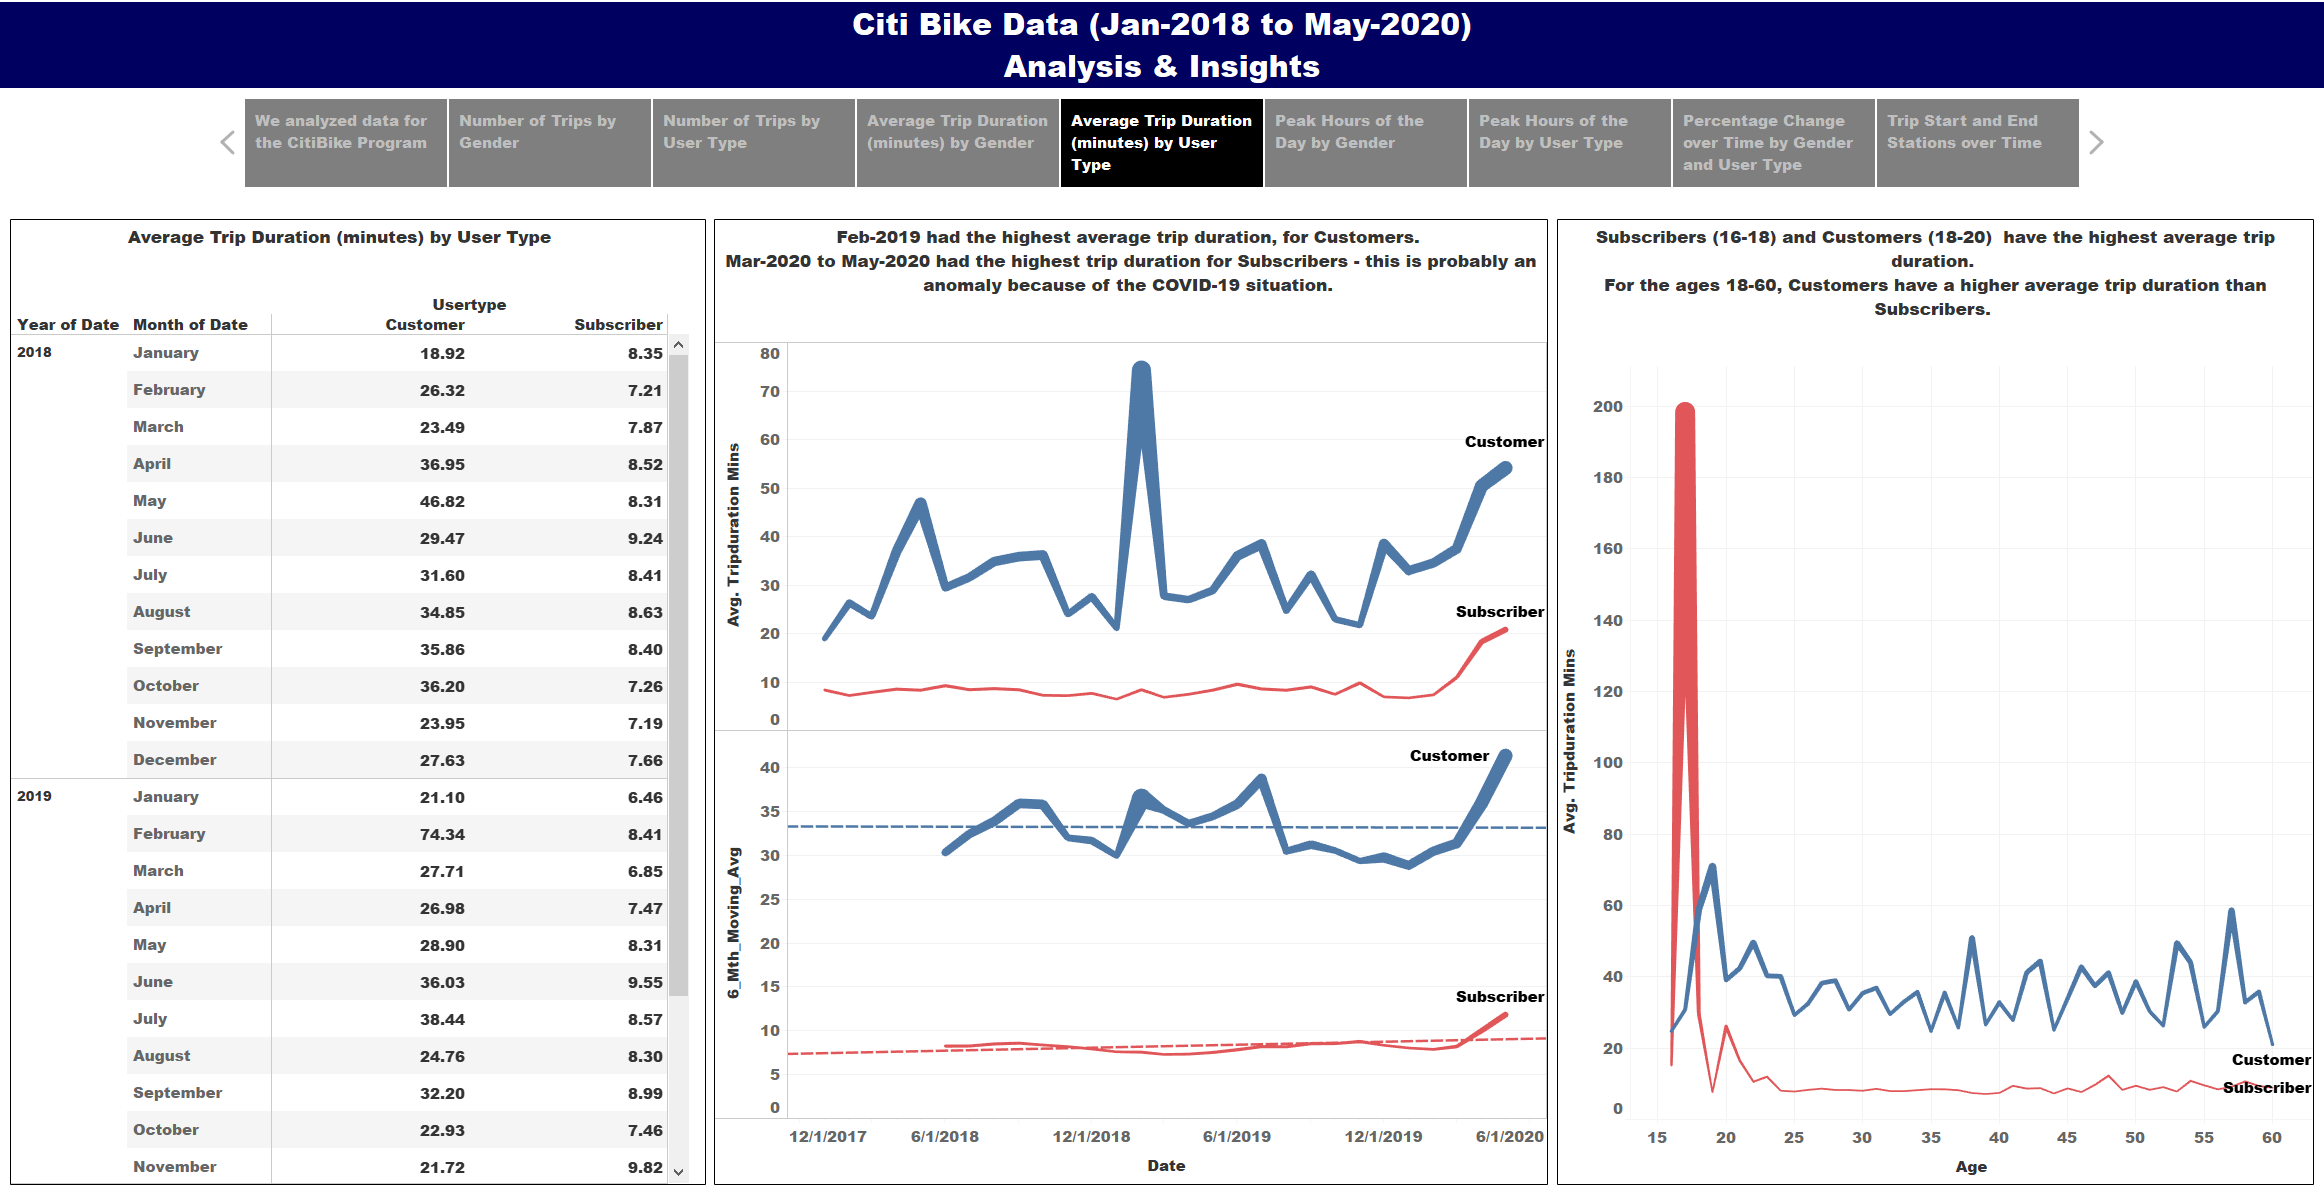 Citi Bike Data (Jan-2018 to May-2020)
Analysis & Insights
We analyzed data for
the CitiBike Program
Number of Trips by
Gender
Number of Trips by
User Type
Average Trip Duration
(minutes) by Gender
Average Trip Duration
(minutes) by User
Type
Peak Hours of the
Day by Gender
Peak Hours of the
Day by User Type
Percentage Change
over Time by Gender
and User Type
Trip Start and End
Stations over Time
Average Trip Duration (minutes) by User Type
Usertype
Year of Date Month of Date Customer Subscriber
2018 January 18.92 8.35
February 26.32 7.21
March 23.49 7.87
April 36.95 8.52
May 46.82 8.31
June 29.47 9.24
July 31.60 8.41
August 34.85 8.63
September 35.86 8.40
October 36.20 7.26
November 23.95 7.19
December 27.63 7.66
2019 January 21.10 6.46
February 74.34 8.41
March 27.71 6.85
April 26.98 7.47
May 28.90 8.31
June 36.03 9.55
July 38.44 8.57
August 24.76 8.30
September 32.20 8.99
October 22.93 7.46
November 21.72 9.82
Feb-2019 had the highest average trip duration, for Customers.
Mar-2020 to May-2020 had the highest trip duration for Subscribers - this is probably an
anomaly because of the COVID-19 situation.
80
70
60
50
40
30
20
10
0
Avg. Tripduration Mins
Customer
Subscriber
40
35
30
25
20
15
10
5
0
6_Mth_Moving_Avg
Customer
Subscriber
12/1/2017 6/1/2018 12/1/2018 6/1/2019 12/1/2019 6/1/2020
Date
Subscribers (16-18) and Customers (18-20) have the highest average trip
duration.
For the ages 18-60, Customers have a higher average trip duration than
Subscribers.
200
180
160
140
120
100
80
60
40
20
0
Avg. Tripduration Mins
Customer
Subscriber
15 20 25 30 35 40 45 50 55 60
Age